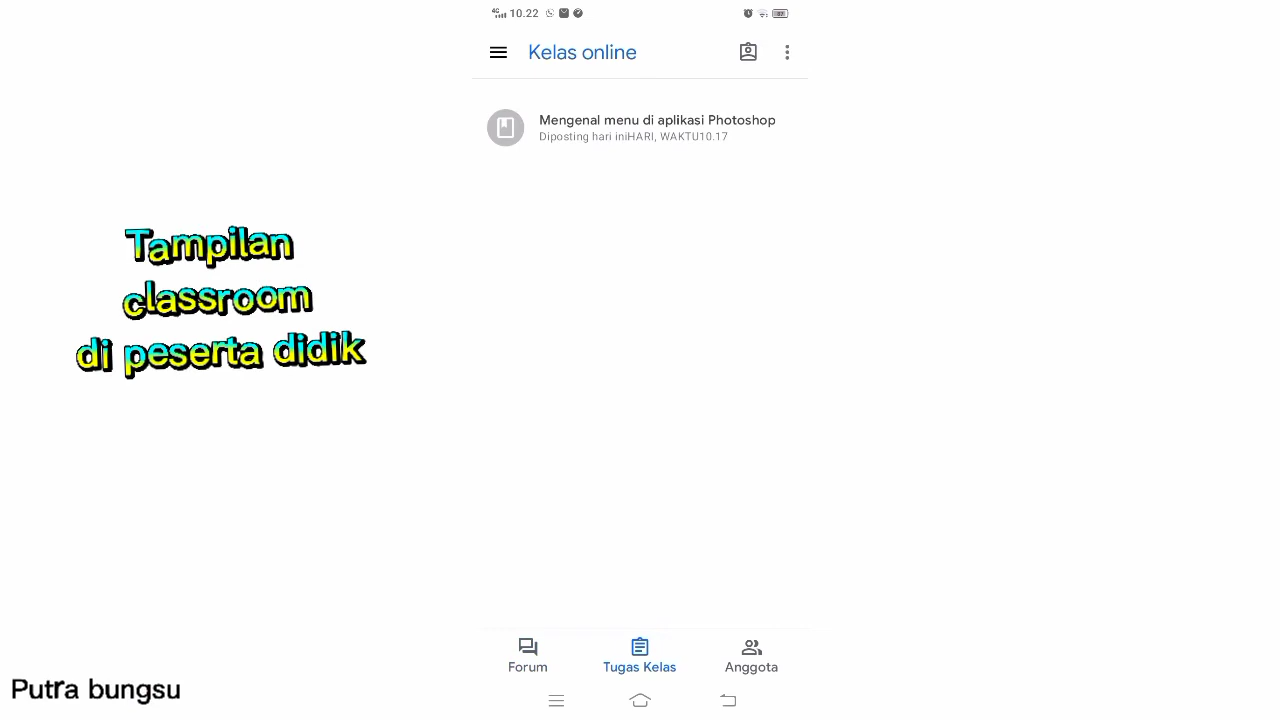 10.22
Kelas online
Mengenal menu di aplikasi Photoshop
Diposting hari iniHARI, WAKTU10.17
Tampilan
classroom
di peserta didik
Forum
Tugas Kelas
Anggota
Putra bungsu